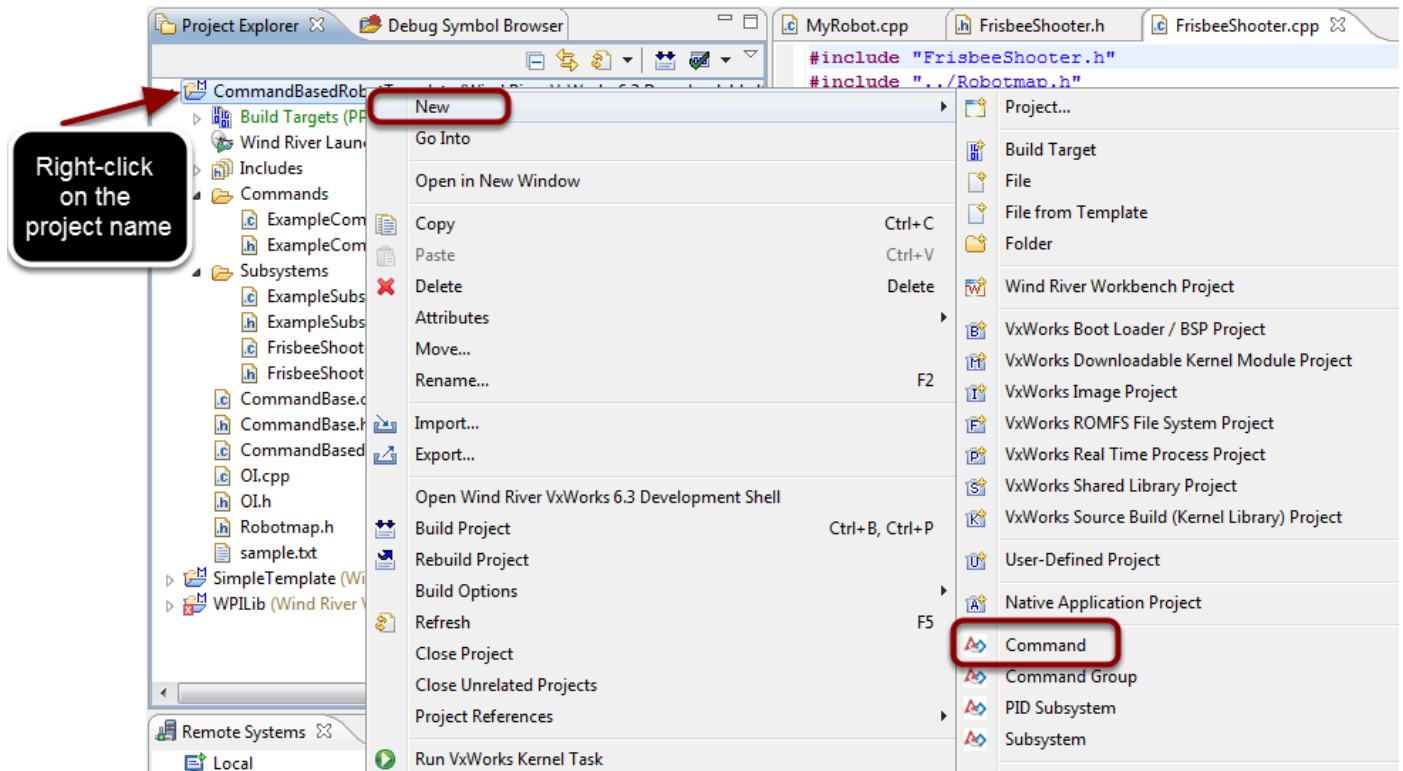 Project Explorer
Debug Symbol Browser
MyRobot.cpp
FrisbeeShooter.h
FrisbeeShooter.cpp
#include "FrisbeeShooter.h"
#include "../Robotmap.h"
CommandBasedRob
Build Targets (PP
Wind River Laun
Includes
Commands
ExampleCom
ExampleCom
Subsystems
ExampleSubs
ExampleSubs
FrisbeeShoot
FrisbeeShoot
CommandBase.c
CommandBase.h
CommandBased
OI.cpp
OI.h
Robotmap.h
sample.txt
SimpleTemplate (Wi
WPILib (Wind River V
Remote Systems
Local
Right-click
on the
project name
New
Go Into
Open in New Window
Copy Ctrl+C
Paste Ctrl+V
Delete Delete
Attributes
Move...
Rename... F2
Import...
Export...
Open Wind River VxWorks 6.3 Development Shell
Build Project Ctrl+B, Ctrl+P
Rebuild Project
Build Options
Refresh F5
Close Project
Close Unrelated Projects
Project References
Run VxWorks Kernel Task
Project...
Build Target
File
File from Template
Folder
Wind River Workbench Project
VxWorks Boot Loader / BSP Project
VxWorks Downloadable Kernel Module Project
VxWorks Image Project
VxWorks ROMFS File System Project
VxWorks Real Time Process Project
VxWorks Shared Library Project
VxWorks Source Build (Kernel Library) Project
User-Defined Project
Native Application Project
Command
Command Group
PID Subsystem
Subsystem